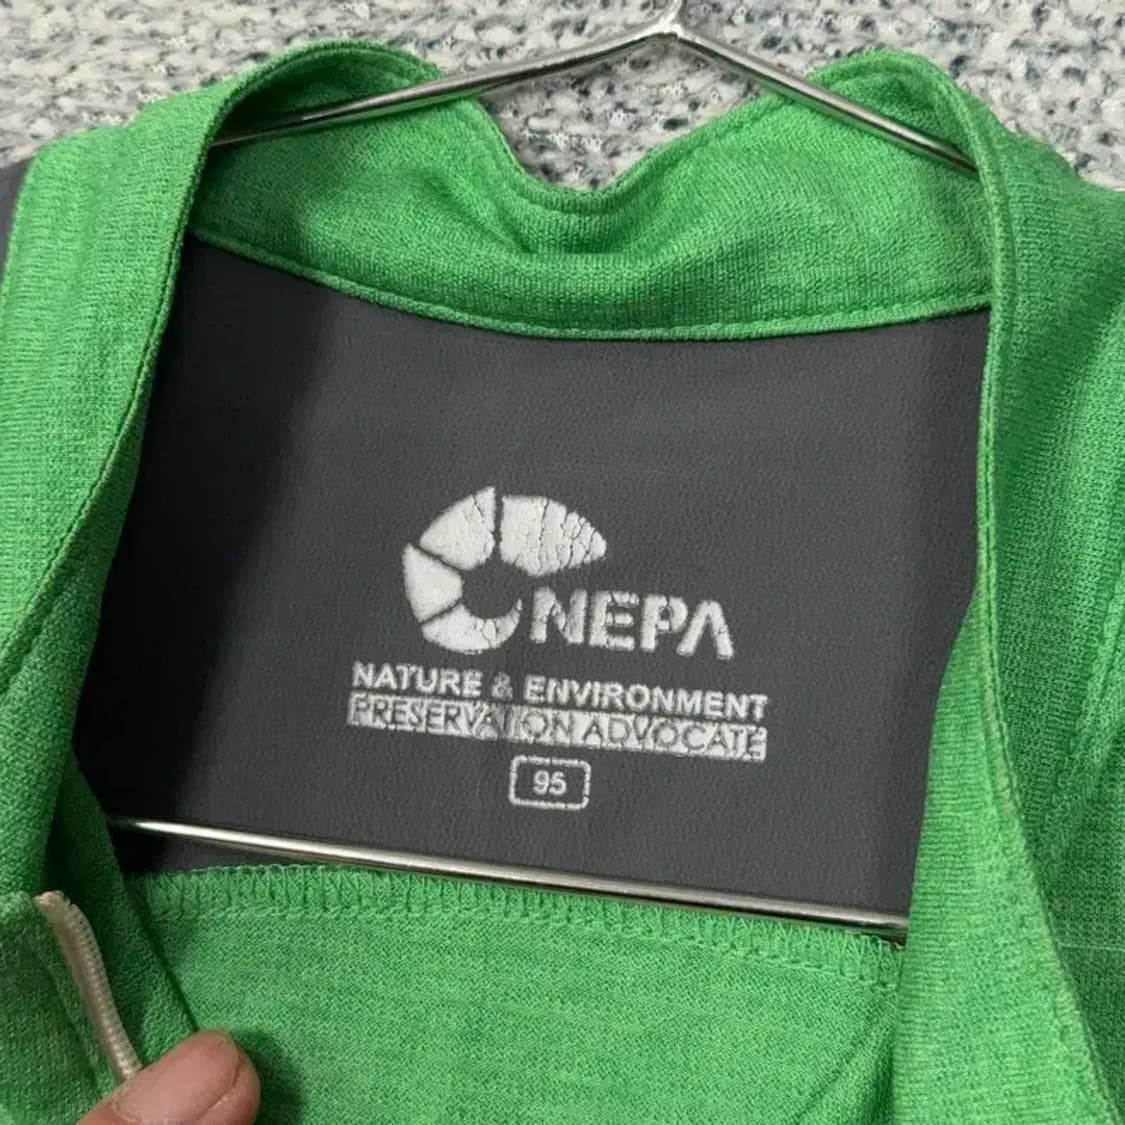 NEPA
NATURE & ENVIRONMENT
PRESERVATION ADVOCATE
95